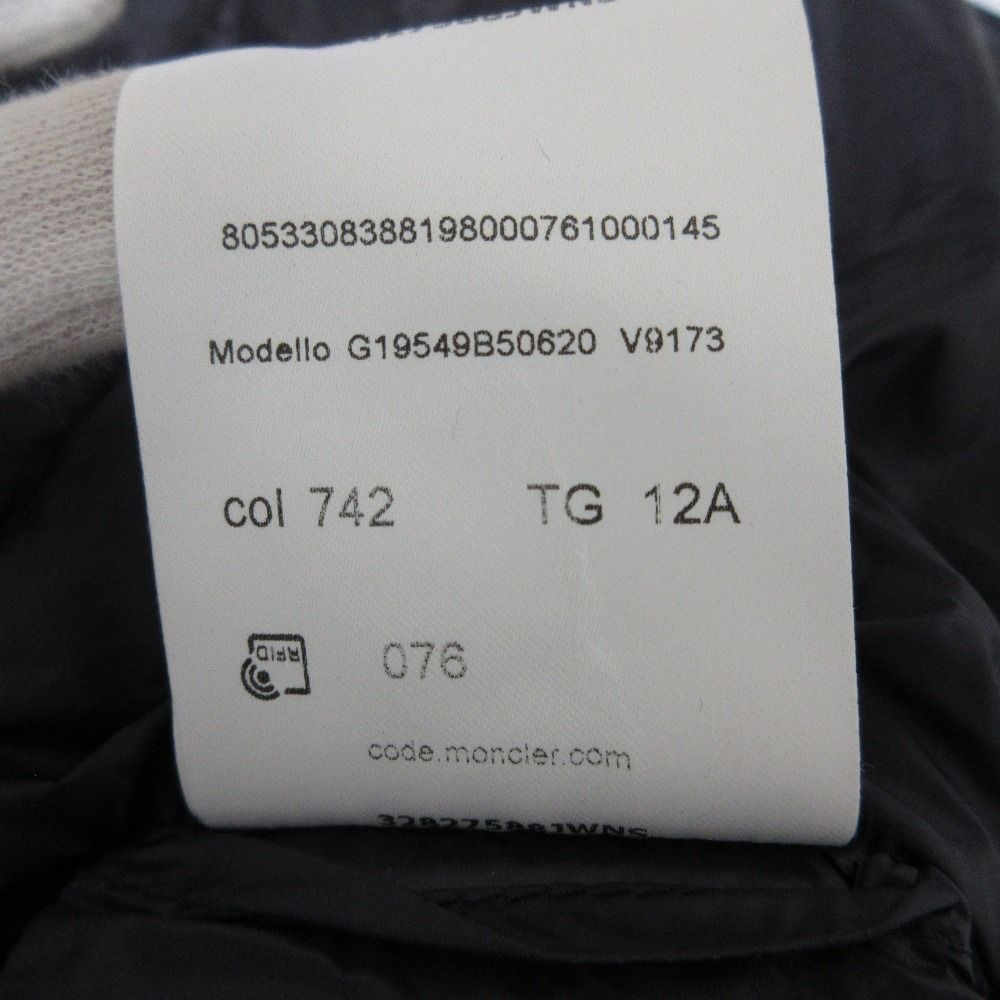 8053308388198000761000145
Modello G19549B50620 V9173
col 742 TG 12A
RFID
076
code.moncler.com